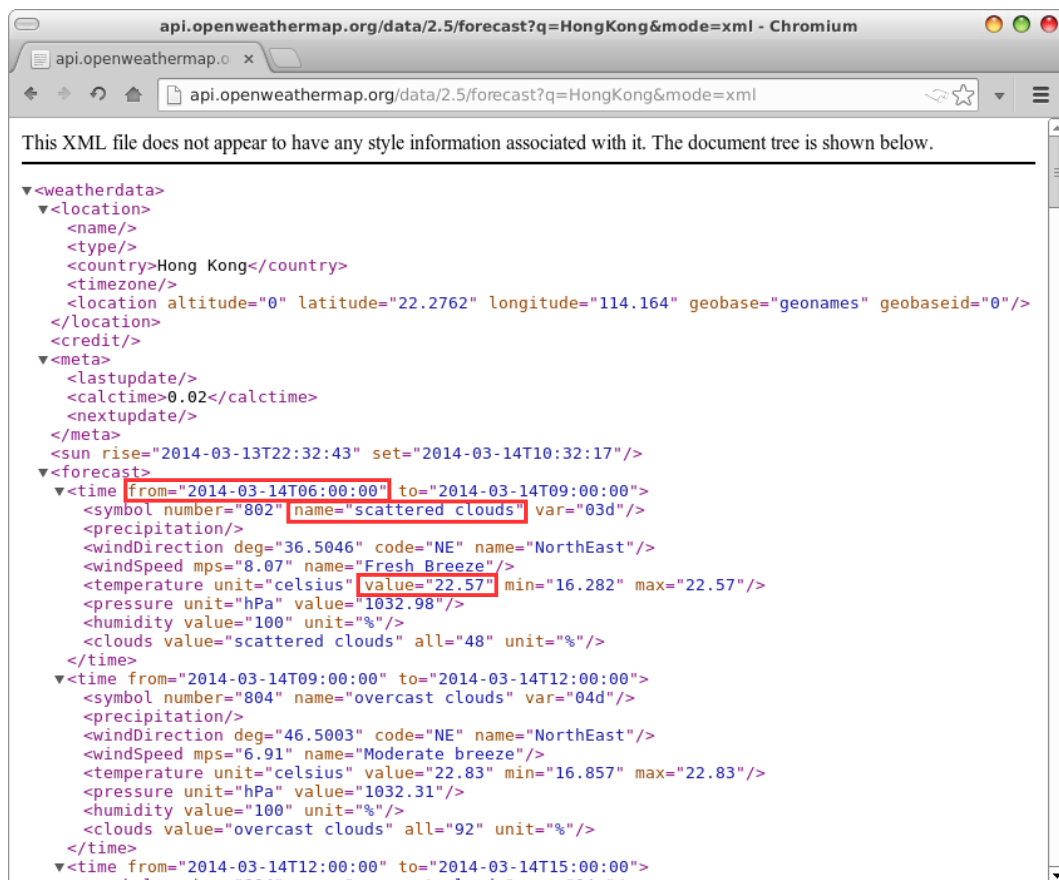 api.openweathermap.org/data/2.5/forecast?q=HongKong&mode=xml - Chromium
api.openweathermap.o
api.openweathermap.org/data/2.5/forecast?q=HongKong&mode=xml
This XML file does not appear to have any style information associated with it. The document tree is shown below.
▼<weatherdata>
▼<location>
<name/>
<type/>
<country>Hong Kong</country>
<timezone/>
<location altitude="0" latitude="22.2762" longitude="114.164" geobase="geonames" geobaseid="0"/>
</location>
<credit/>
▼<meta>
<lastupdate/>
<calctime>0.02</calctime>
<nextupdate/>
</meta>
<sun rise="2014-03-13T22:32:43" set="2014-03-14T10:32:17"/>
▼<forecast>
▼<time from="2014-03-14T06:00:00" to="2014-03-14T09:00:00">
<symbol number="802" name="scattered clouds" var="03d"/>
<precipitation/>
<windDirection deg="36.5046" code="NE" name="NorthEast"/>
<windSpeed mps="8.07" name="Fresh Breeze"/>
<temperature unit="celsius" value="22.57" min="16.282" max="22.57"/>
<pressure unit="hPa" value="1032.98"/>
<humidity value="100" unit="%"/>
<clouds value="scattered clouds" all="48" unit="%"/>
</time>
▼<time from="2014-03-14T09:00:00" to="2014-03-14T12:00:00">
<symbol number="804" name="overcast clouds" var="04d"/>
<precipitation/>
<windDirection deg="46.5003" code="NE" name="NorthEast"/>
<windSpeed mps="6.91" name="Moderate breeze"/>
<temperature unit="celsius" value="22.83" min="16.857" max="22.83"/>
<pressure unit="hPa" value="1032.31"/>
<humidity value="100" unit="%"/>
<clouds value="overcast clouds" all="92" unit="%"/>
</time>
▼<time from="2014-03-14T12:00:00" to="2014-03-14T15:00:00">